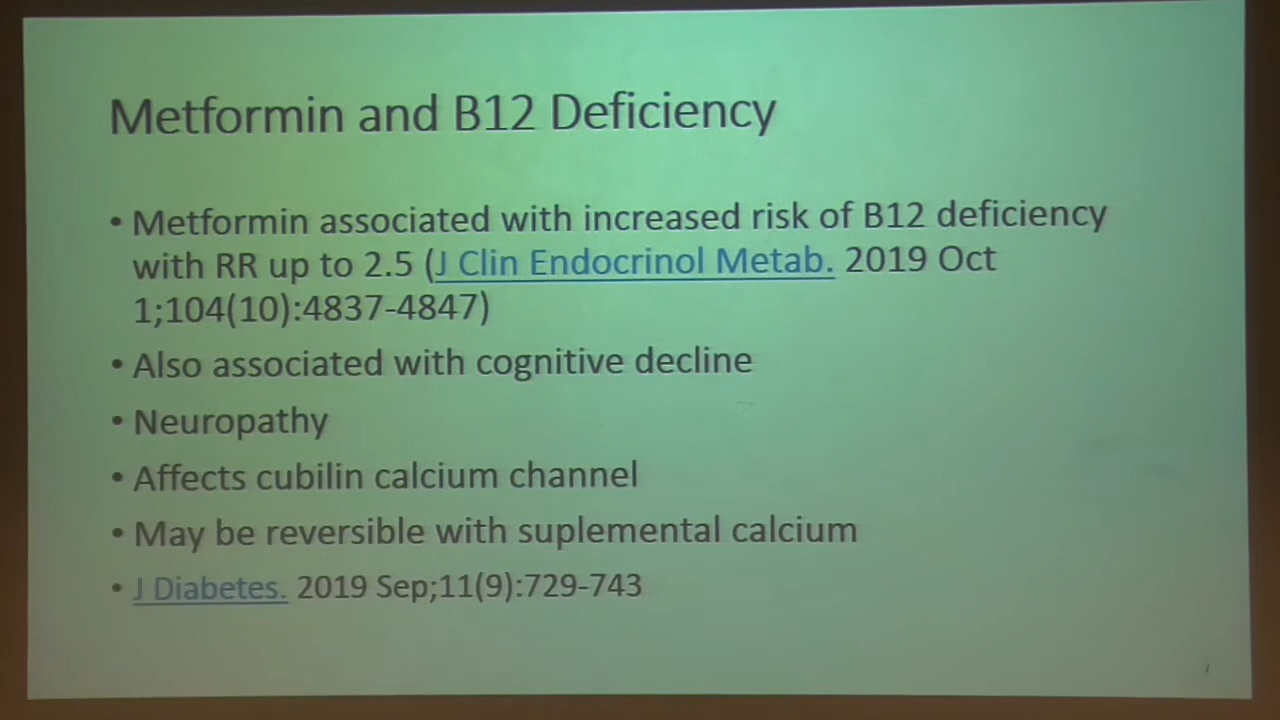 Metformin and B12 Deficiency
• Metformin associated with increased risk of B12 deficiency
with RR up to 2.5 (J Clin Endocrinol Metab. 2019 Oct
1;104(10):4837-4847)
• Also associated with cognitive decline
• Neuropathy
• Affects cubilin calcium channel
• May be reversible with suplemental calcium
• J Diabetes. 2019 Sep;11(9):729-743